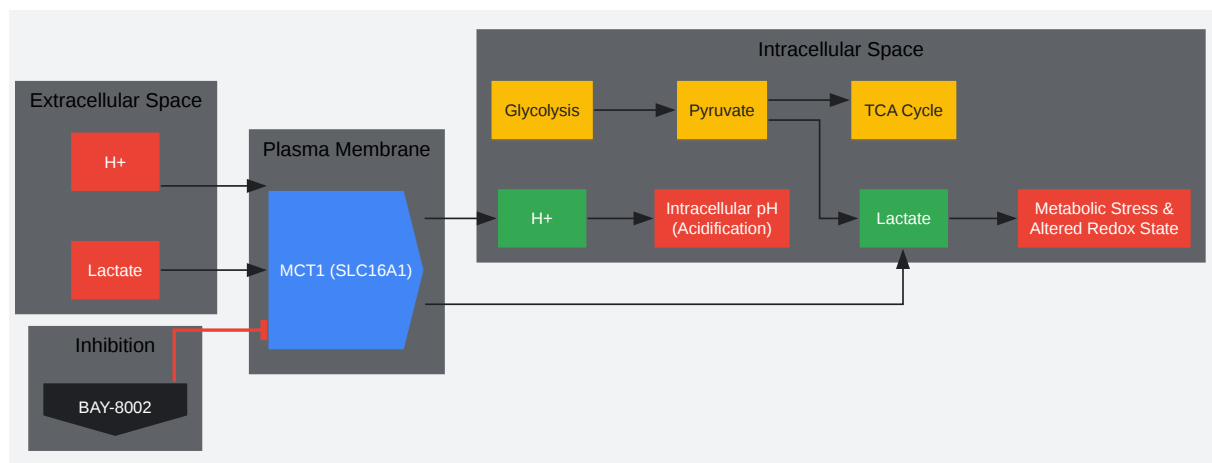 Extracellular Space
H+
Lactate
Inhibition
BAY-8002
Plasma Membrane
MCT1 (SLC16A1)
Intracellular Space
Glycolysis
Pyruvate
TCA Cycle
H+
Intracellular pH
(Acidification)
Lactate
Metabolic Stress &
Altered Redox State